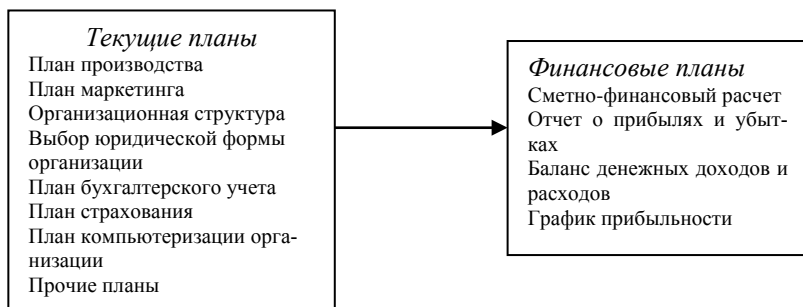 Текущие планы
План производства
План маркетинга
Организационная структура
Выбор юридической формы
организации
План бухгалтерского учета
План страхования
План компьютеризации орга-
низации
Прочие планы
Финансовые планы
Сметно-финансовый расчет
Отчет о прибылях и убыт-
ках
Баланс денежных доходов и
расходов
График прибыльности